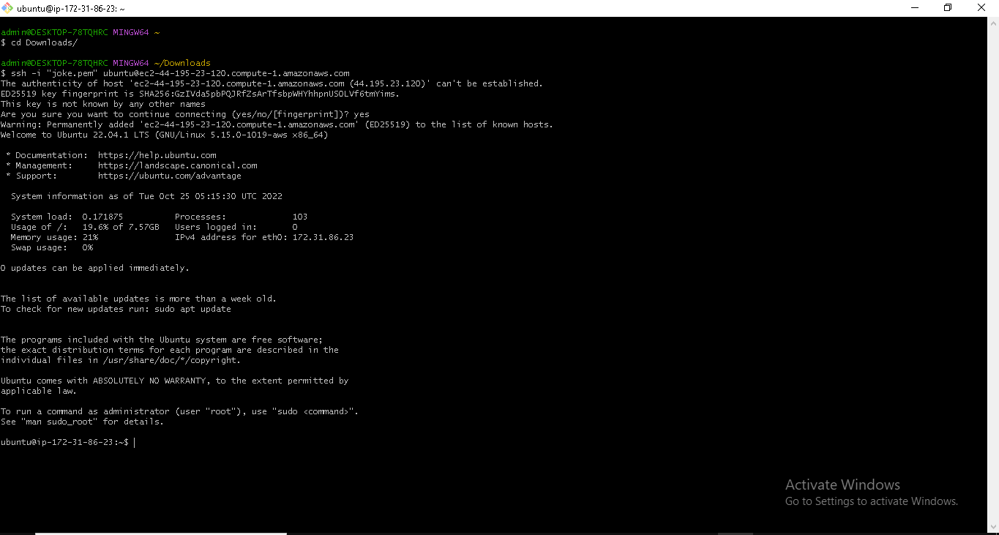 ubuntu@ip-172-31-86-23: ~
admin@DESKTOP-78TQHRC MINGW64 ~
$ cd Downloads/
admin@DESKTOP-78TQHRC MINGW64 ~/Downloads
$ ssh -i "joke.pem" ubuntu@ec2-44-195-23-120.compute-1.amazonaws.com
The authenticity of host 'ec2-44-195-23-120.compute-1.amazonaws.com (44.195.23.120)' can't be established.
ED25519 key fingerprint is SHA256:GzIVda5pbPQJRfZsArTfsbpWHYhhpnUSOLVf6tmYims.
This key is not known by any other names
Are you sure you want to continue connecting (yes/no/[fingerprint])? yes
Warning: Permanently added 'ec2-44-195-23-120.compute-1.amazonaws.com' (ED25519) to the list of known hosts.
Welcome to Ubuntu 22.04.1 LTS (GNU/Linux 5.15.0-1019-aws x86_64)
* Documentation: https://help.ubuntu.com
* Management: https://landscape.canonical.com
* Support: https://ubuntu.com/advantage
System information as of Tue Oct 25 05:15:30 UTC 2022
System load: 0.171875 Processes: 103
Usage of /: 19.6% of 7.57GB Users logged in: 0
Memory usage: 21% IPv4 address for eth0: 172.31.86.23
Swap usage: 0%
0 updates can be applied immediately.
The list of available updates is more than a week old.
To check for new updates run: sudo apt update
The programs included with the Ubuntu system are free software;
the exact distribution terms for each program are described in the
individual files in /usr/share/doc/*/copyright.
Ubuntu comes with ABSOLUTELY NO WARRANTY, to the extent permitted by
applicable law.
To run a command as administrator (user "root"), use "sudo <command>".
See "man sudo_root" for details.
ubuntu@ip-172-31-86-23:~$
Activate Windows
Go to Settings to activate Windows.